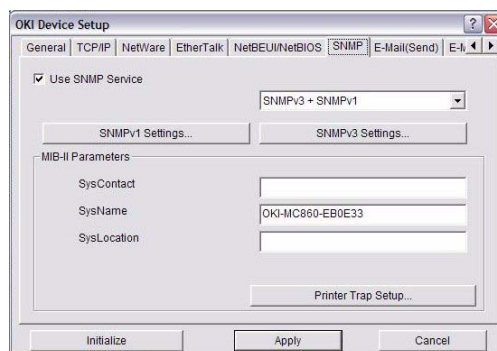 OKI Device Setup
General TCP/IP NetWare EtherTalk NetBEUI/NetBIOS SNMP E-Mail(Send)
Use SNMP Service
SNMPv3 + SNMPv1
SNMPv1 Settings... SNMPv3 Settings...
MIB-II Parameters
SysContact
SysName OKI-MC860-EB0E33
SysLocation
Printer Trap Setup...
Initialize Apply Cancel